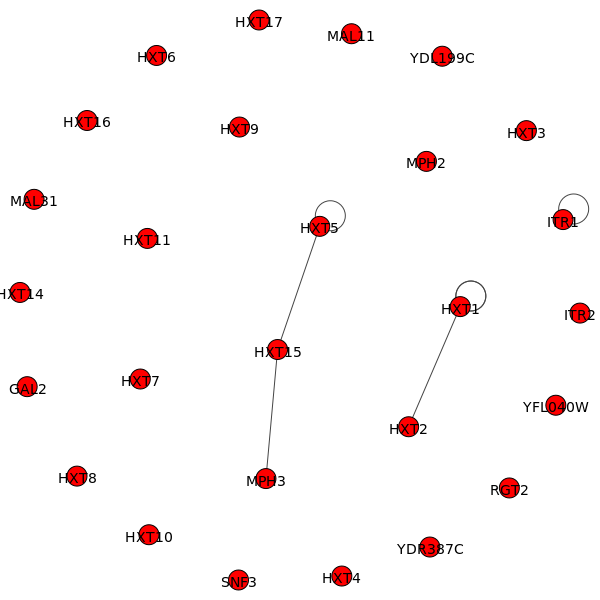 HXT17
MAL11
HXT6
YDL199C
HXT16
HXT9
HXT3
MPH2
MAL31
ITR1
HXT5
HXT11
HXT14
HXT1
ITR2
HXT15
HXT7
GAL2
YFL040W
HXT2
HXT8
MPH3
RGT2
HXT10
YDR387C
SNF3
HXT4